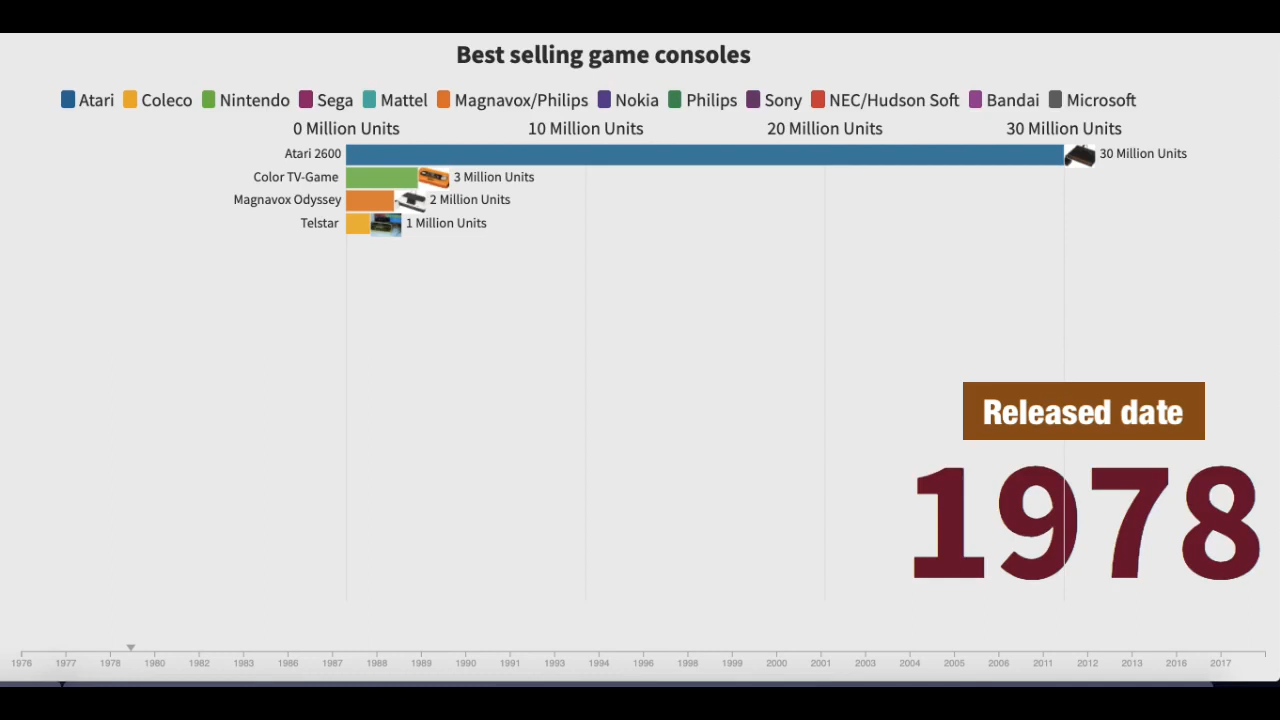 Best selling game consoles
Atari Coleco Nintendo Sega Mattel Magnavox/Philips Nokia Philips Sony NEC/Hudson Soft Bandai Microsoft
0 Million Units 10 Million Units 20 Million Units 30 Million Units
Atari 2600 30 Million Units
Color TV-Game 3 Million Units
Magnavox Odyssey 2 Million Units
Telstar 1 Million Units
Released date
1978
1976 1977 1978 1980 1982 1983 1986 1987 1988 1989 1990 1991 1993 1994 1996 1998 1999 2000 2001 2003 2004 2005 2006 2011 2012 2013 2016 2017